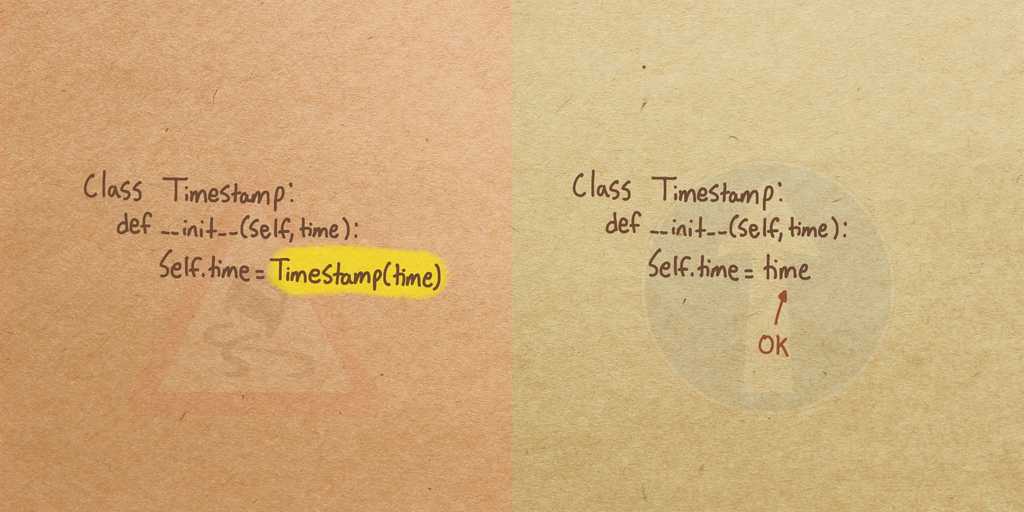 Class Timestamp:
def __init__(Self, time):
Self.time = Timestamp(time)
Class Timestamp:
def __init__(Self, time):
Self.time = time
OK